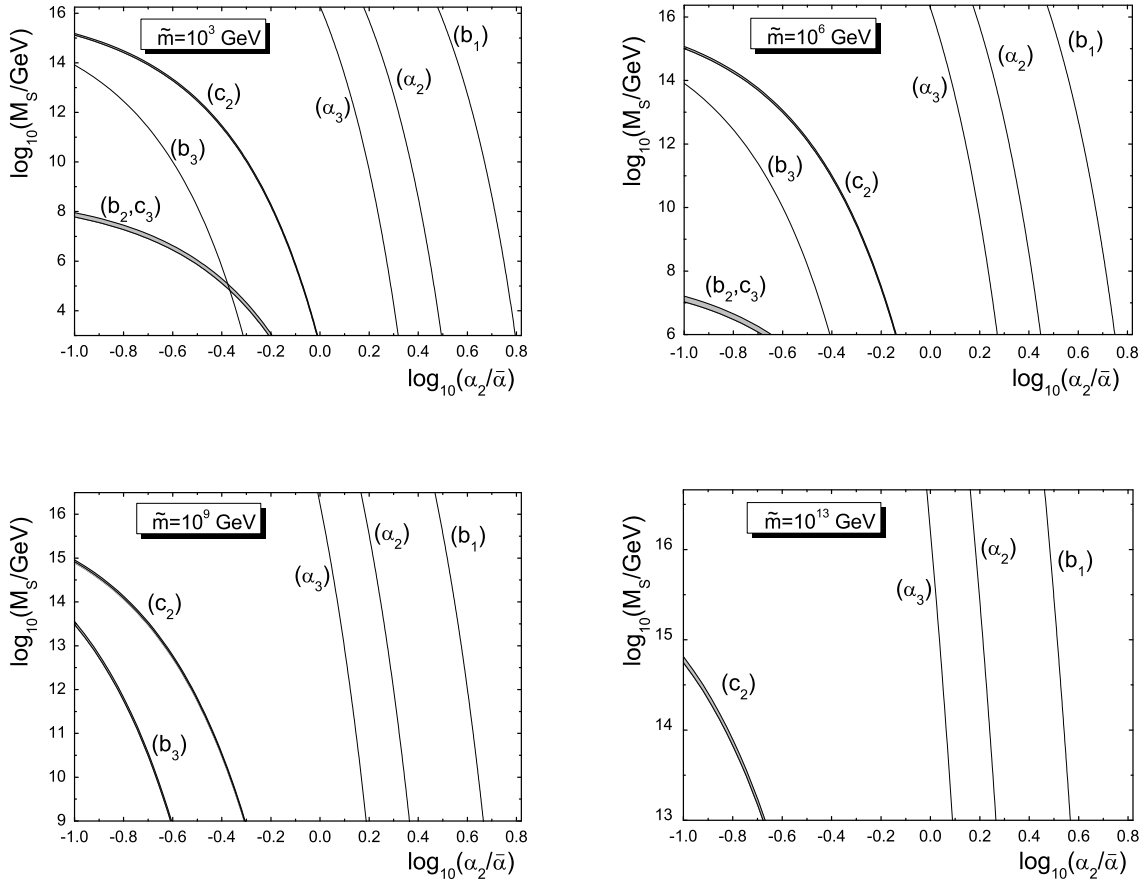 m̃=10³ GeV
log₁₀(M_S/GeV)
16
14
12
10
8
6
4
(b₁)
(α₂)
(α₃)
(c₂)
(b₃)
(b₂,c₃)
-1.0 -0.8 -0.6 -0.4 -0.2 0.0 0.2 0.4 0.6 0.8
log₁₀(α₂/ᾱ)
m̃=10⁶ GeV
log₁₀(M_S/GeV)
16
14
12
10
8
6
(b₁)
(α₂)
(α₃)
(b₃)
(c₂)
(b₂,c₃)
-1.0 -0.8 -0.6 -0.4 -0.2 0.0 0.2 0.4 0.6 0.8
log₁₀(α₂/ᾱ)
m̃=10⁹ GeV
log₁₀(M_S/GeV)
16
15
14
13
12
11
10
9
(α₂)
(b₁)
(α₃)
(c₂)
(b₃)
-1.0 -0.8 -0.6 -0.4 -0.2 0.0 0.2 0.4 0.6 0.8
log₁₀(α₂/ᾱ)
m̃=10¹³ GeV
log₁₀(M_S/GeV)
16
15
14
13
(α₂)
(b₁)
(α₃)
(c₂)
-1.0 -0.8 -0.6 -0.4 -0.2 0.0 0.2 0.4 0.6 0.8
log₁₀(α₂/ᾱ)